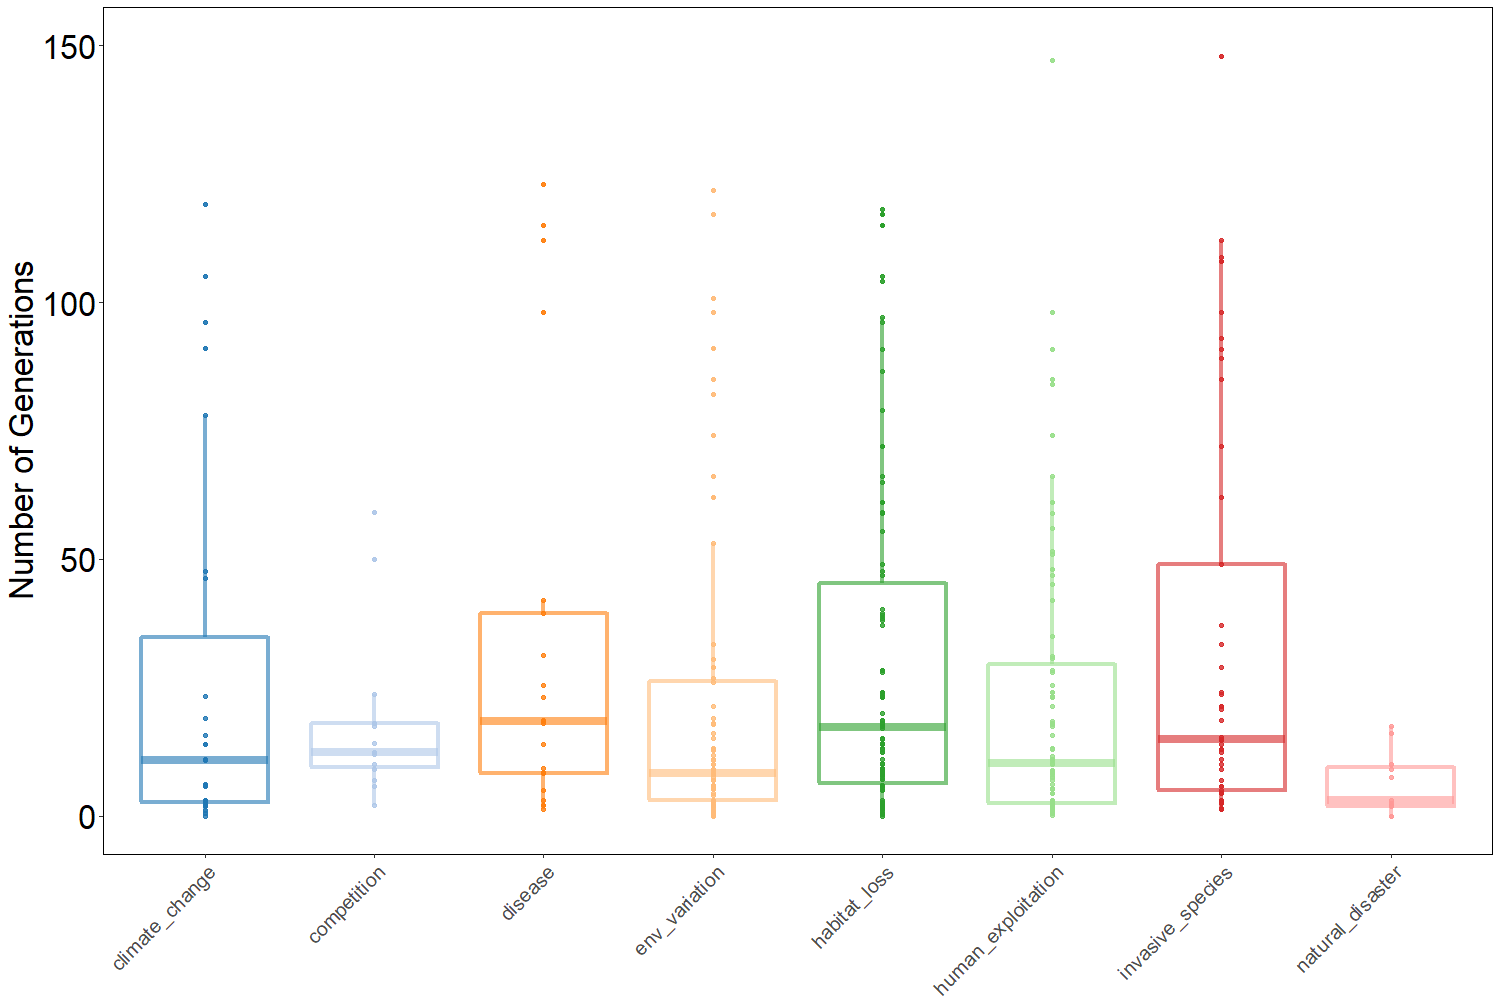 Number of Generations
150
100
50
0
climate_change
competition
disease
env_variation
habitat_loss
human_exploitation
invasive_species
natural_disaster